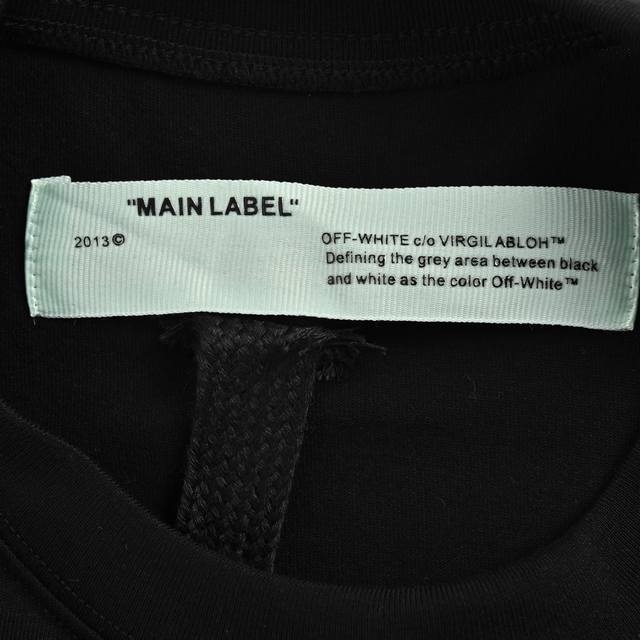 "MAIN LABEL"
2013©
OFF-WHITE c/o VIRGIL ABLOH™
Defining the grey area between black
and white as the color Off-White™